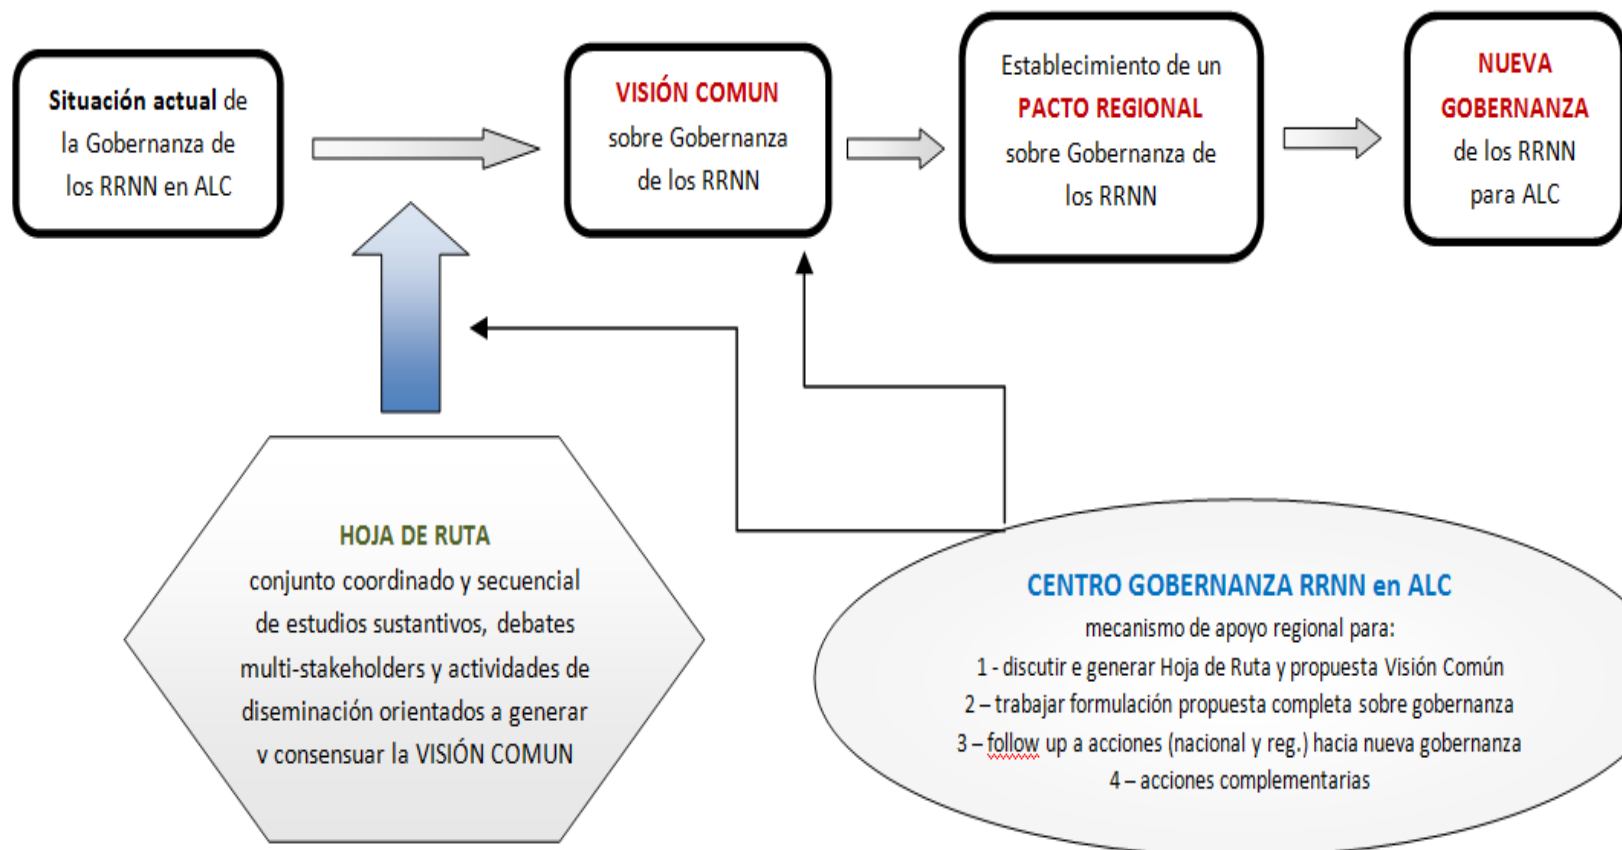 Situación actual de
la Gobernanza de
los RRNN en ALC
VISIÓN COMUN
sobre Gobernanza
de los RRNN
Establecimiento de un
PACTO REGIONAL
sobre Gobernanza de
los RRNN
NUEVA
GOBERNANZA
de los RRNN
para ALC
HOJA DE RUTA
conjunto coordinado y secuencial
de estudios sustantivos, debates
multi-stakeholders y actividades de
diseminación orientados a generar
y consensuar la VISIÓN COMUN
CENTRO GOBERNANZA RRNN en ALC
mecanismo de apoyo regional para:
1 - discutir e generar Hoja de Ruta y propuesta Visión Común
2 – trabajar formulación propuesta completa sobre gobernanza
3 – follow up a acciones (nacional y reg.) hacia nueva gobernanza
4 – acciones complementarias